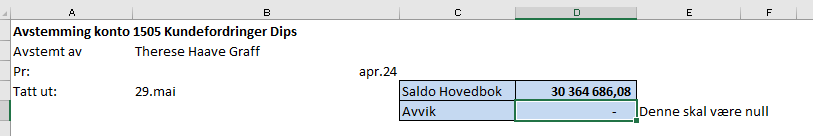 A B C D E F
Avstemming konto 1505 Kundefordringer Dips
Avstemt av Therese Haave Graff
Pr: apr.24
Tatt ut: 29.mai Saldo Hovedbok 30 364 686,08
Avvik - Denne skal være null